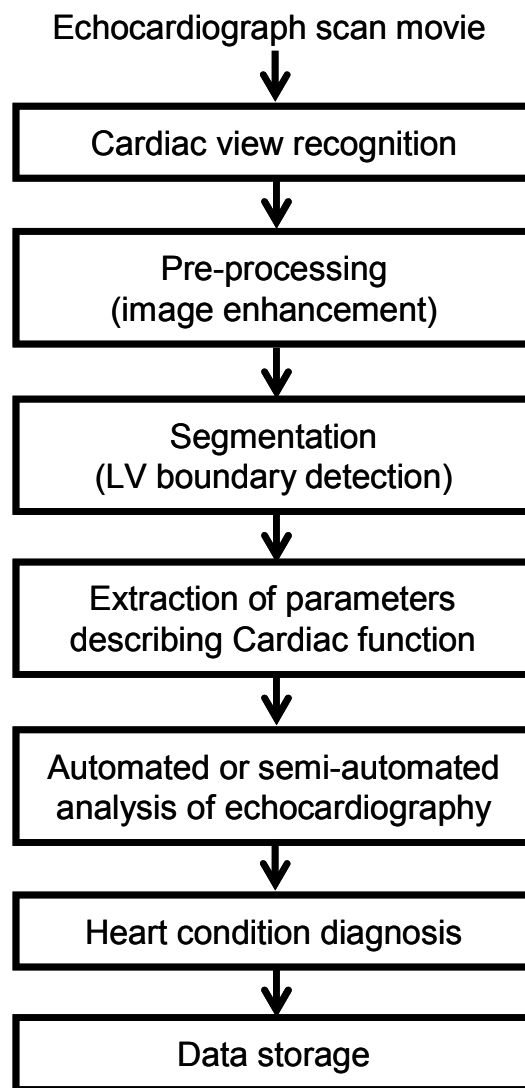 Echocardiograph scan movie
Cardiac view recognition
Pre-processing
(image enhancement)
Segmentation
(LV boundary detection)
Extraction of parameters
describing Cardiac function
Automated or semi-automated
analysis of echocardiography
Heart condition diagnosis
Data storage